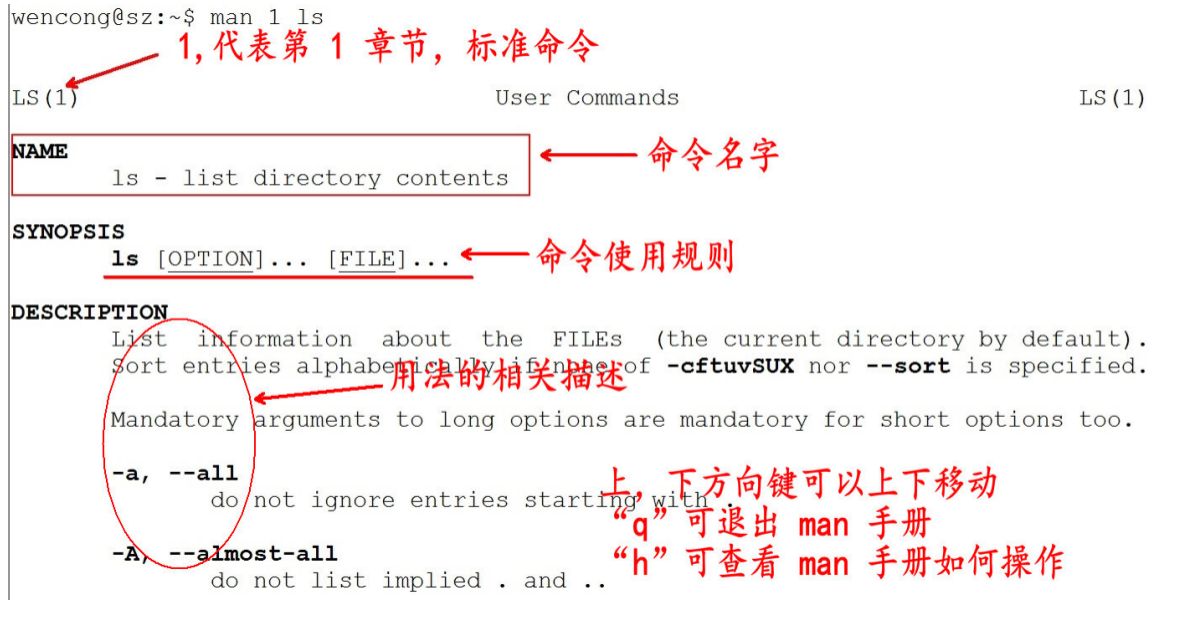 wencong@sz:~$ man 1 ls
1,代表第 1 章节, 标准命令
LS(1) User Commands LS(1)
NAME
命令名字
ls - list directory contents
SYNOPSIS
ls [OPTION]... [FILE]...
命令使用规则
DESCRIPTION
List information about the FILEs (the current directory by default).
Sort entries alphabetically if none of -cftuvSUX nor --sort is specified.
用法的相关描述
Mandatory arguments to long options are mandatory for short options too.
-a, --all
do not ignore entries starting with .
上, 下方向键可以上下移动
“q” 可退出 man 手册
-A, --almost-all
“h” 可查看 man 手册如何操作
do not list implied . and ..